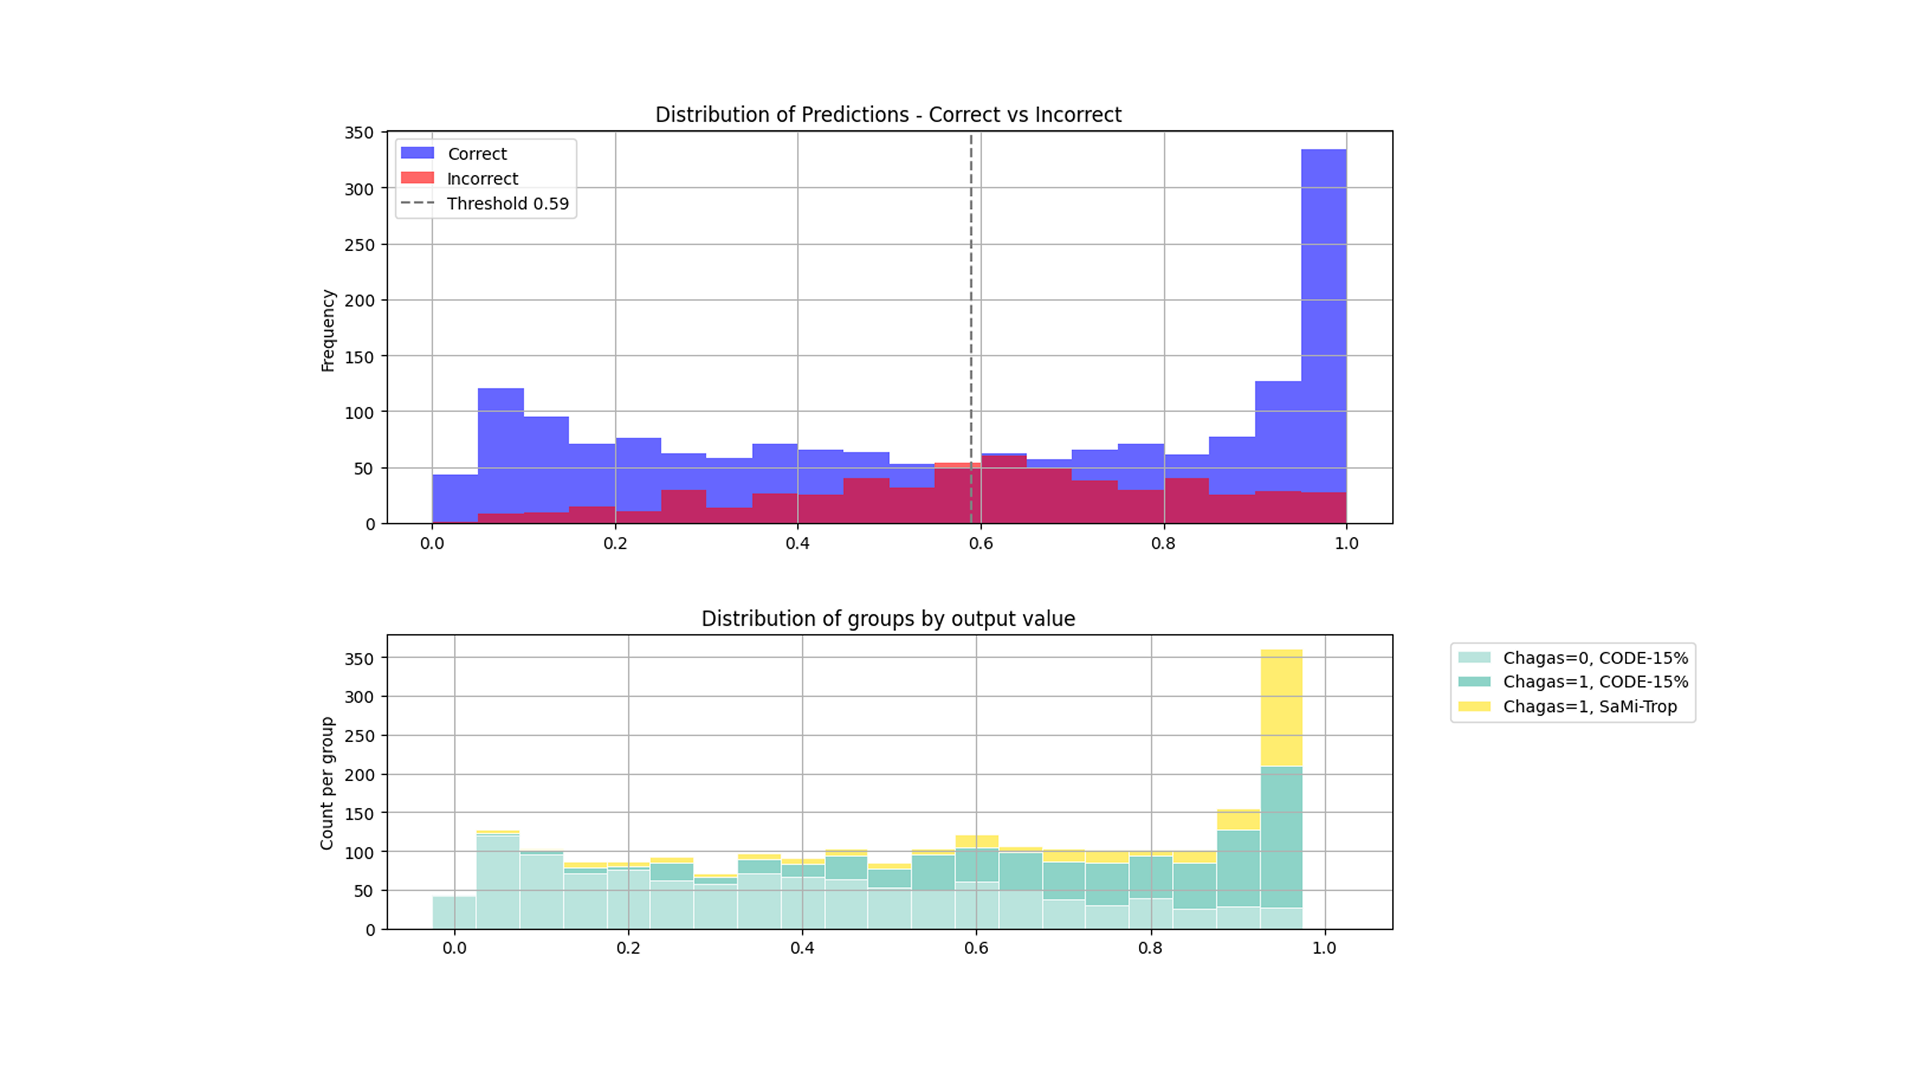 Distribution of Predictions - Correct vs Incorrect
Frequency
350
300
250
200
150
100
50
0
Correct
Incorrect
Threshold 0.59
0.0 0.2 0.4 0.6 0.8 1.0
Distribution of groups by output value
Count per group
350
300
250
200
150
100
50
0
0.0 0.2 0.4 0.6 0.8 1.0
Chagas=0, CODE-15%
Chagas=1, CODE-15%
Chagas=1, SaMi-Trop